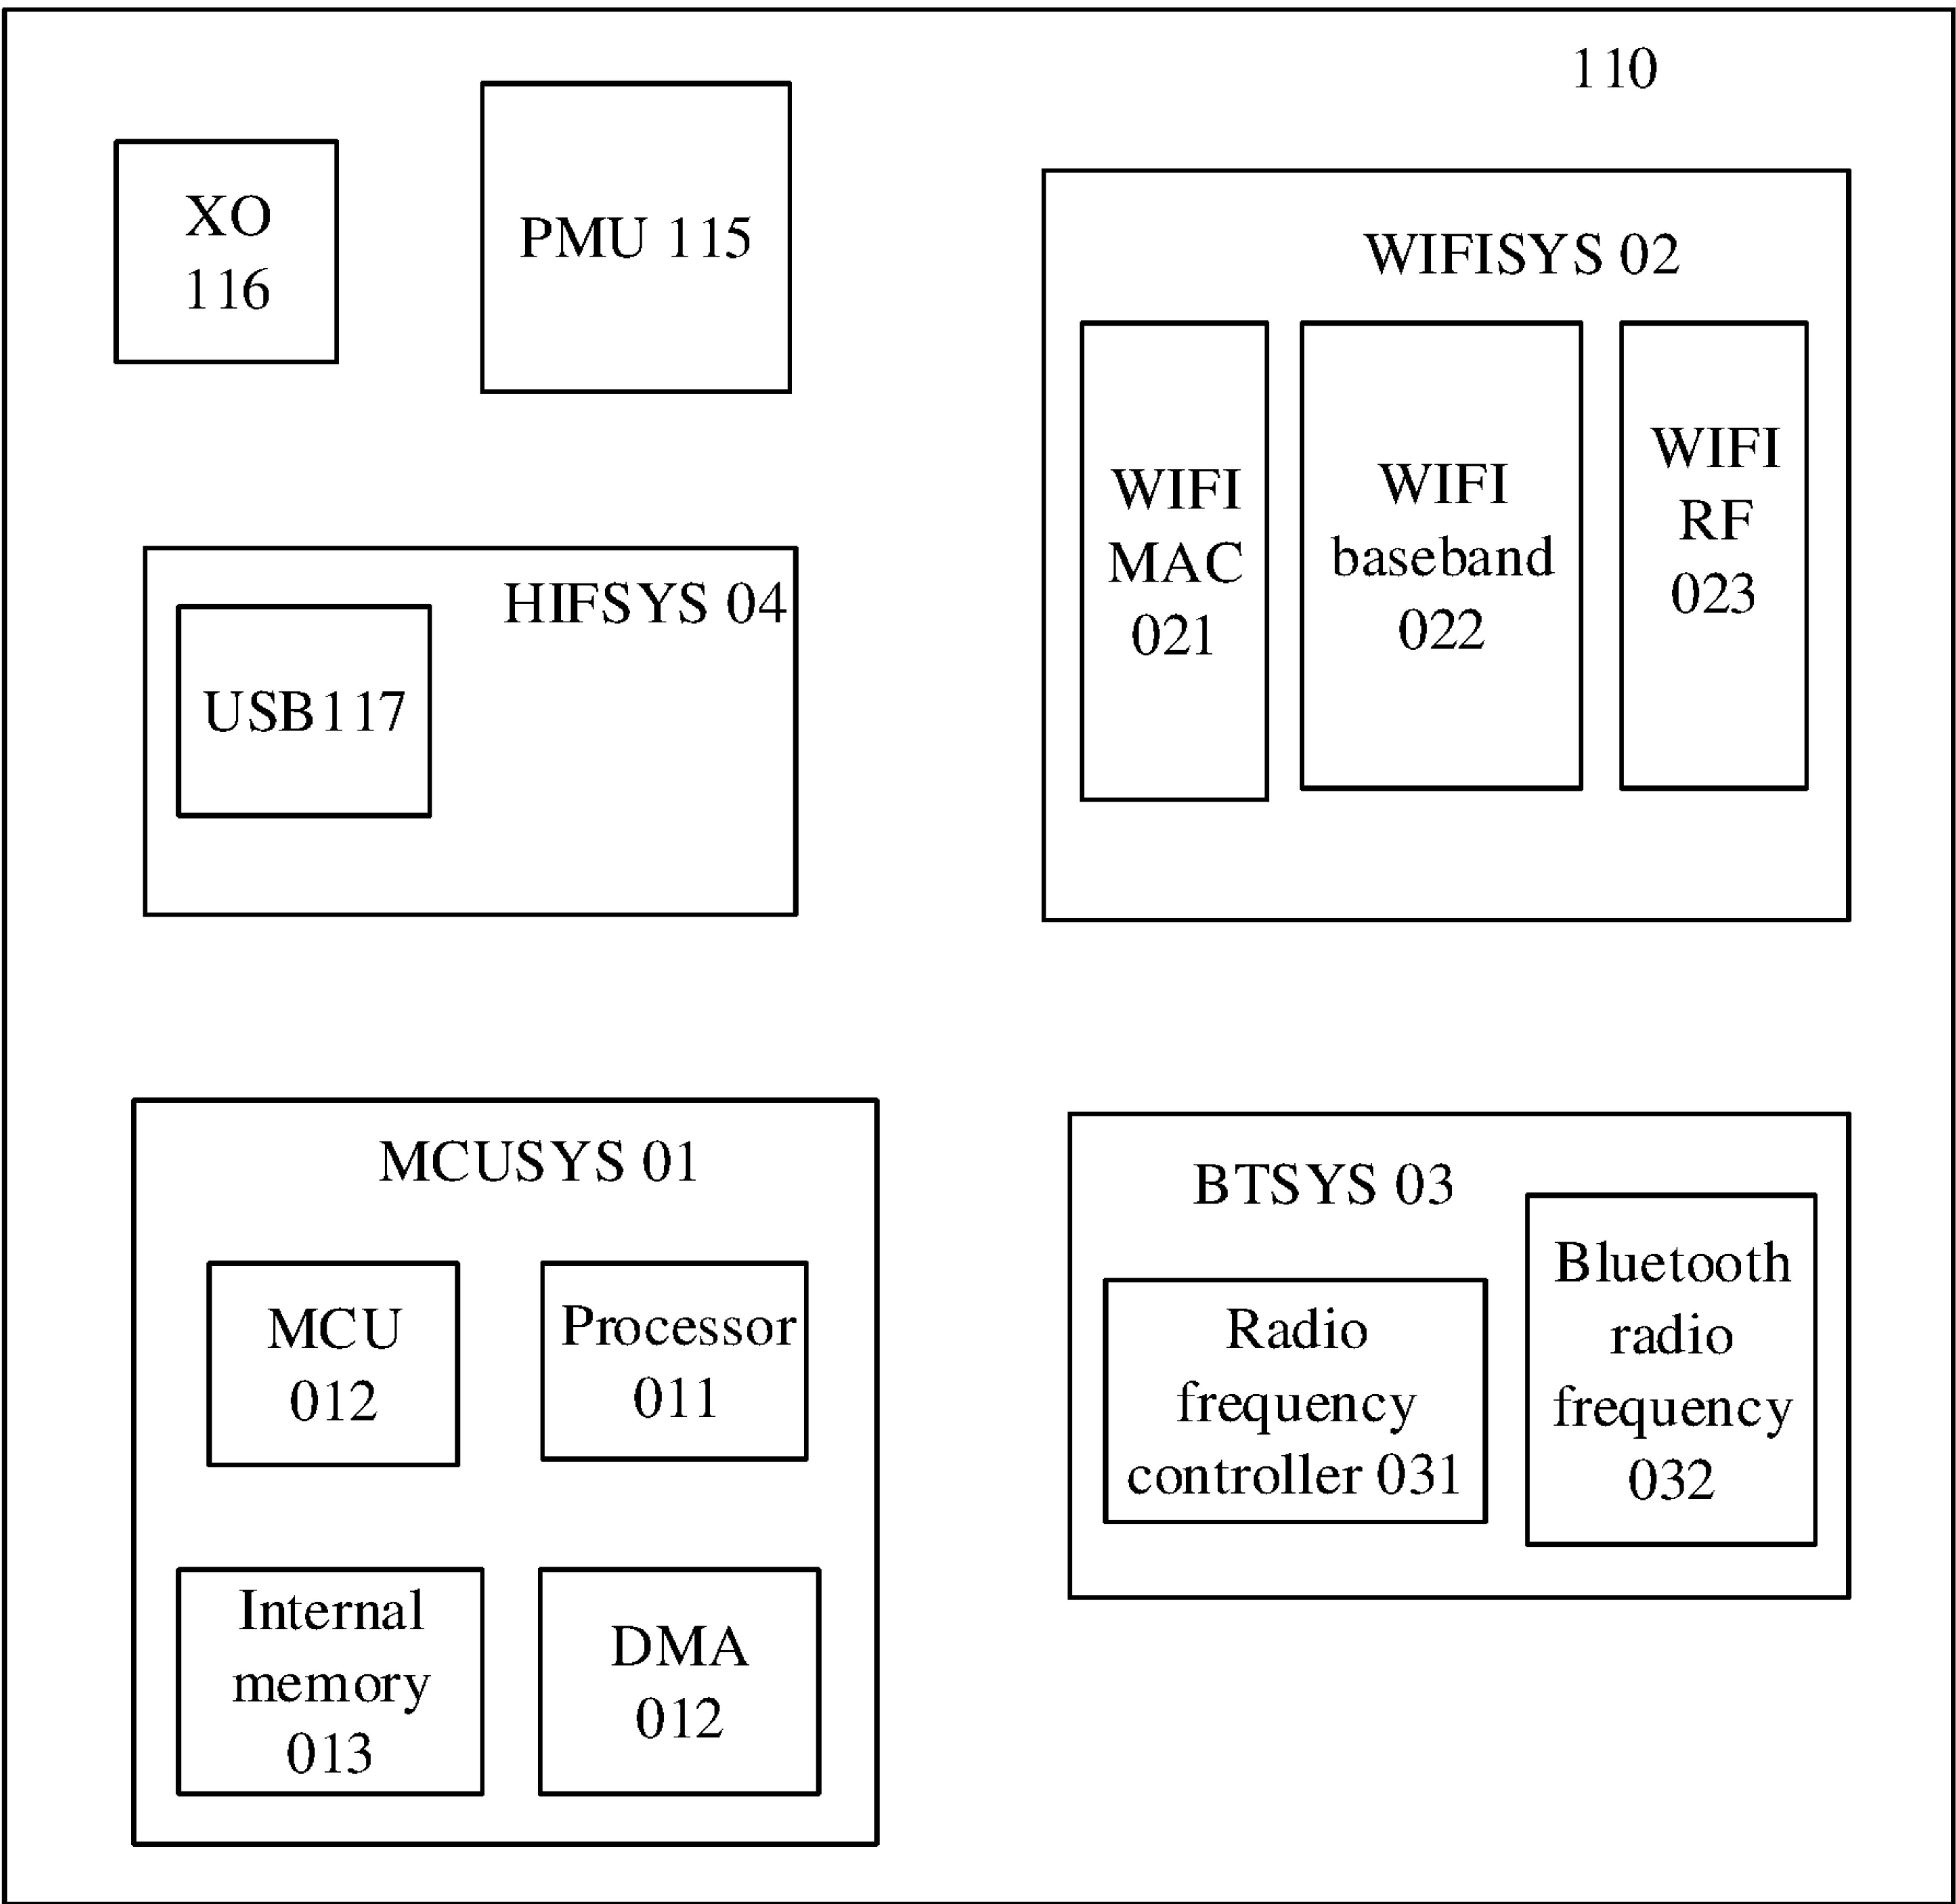 110
XO
116
PMU 115
WIFISYS 02
WIFI
MAC
021
WIFI
baseband
022
WIFI
RF
023
HIFSYS 04
USB117
MCUSYS 01
MCU
012
Processor
011
Internal
memory
013
DMA
012
BTSYS 03
Radio
frequency
controller 031
Bluetooth
radio
frequency
032